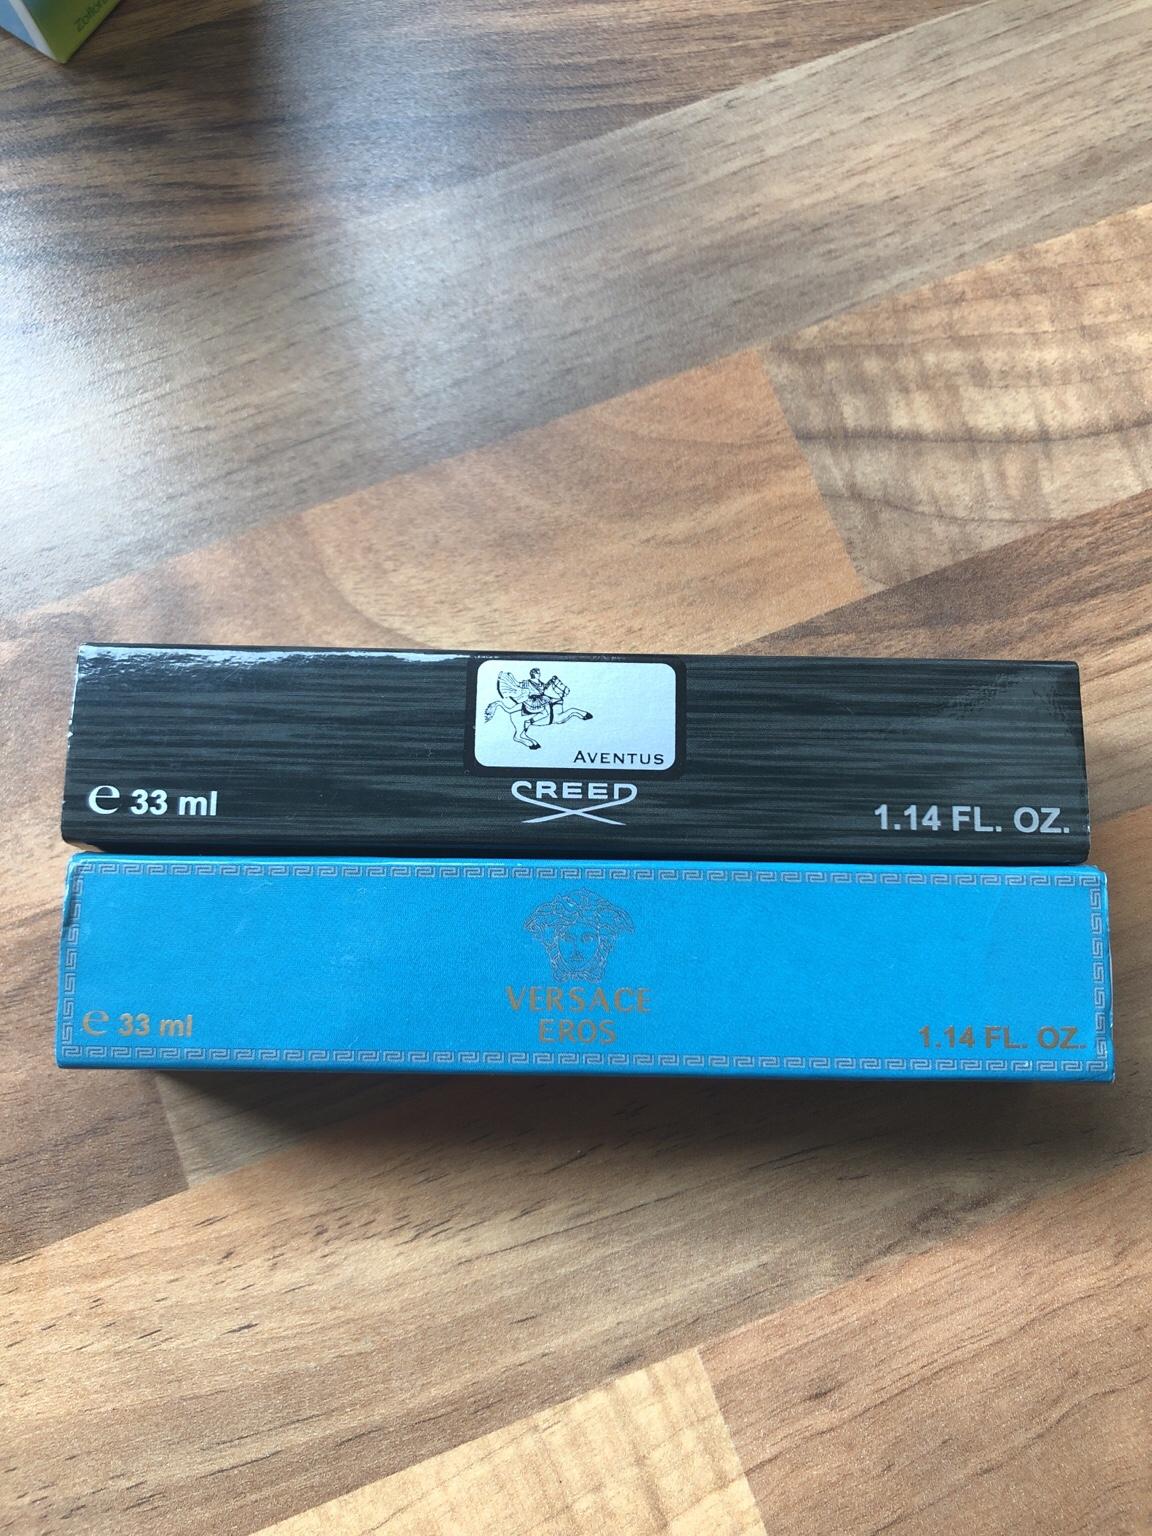 AVENTUS
CREED
e 33 ml
1.14 FL. OZ.
VERSACE
EROS
e 33 ml
1.14 FL. OZ.